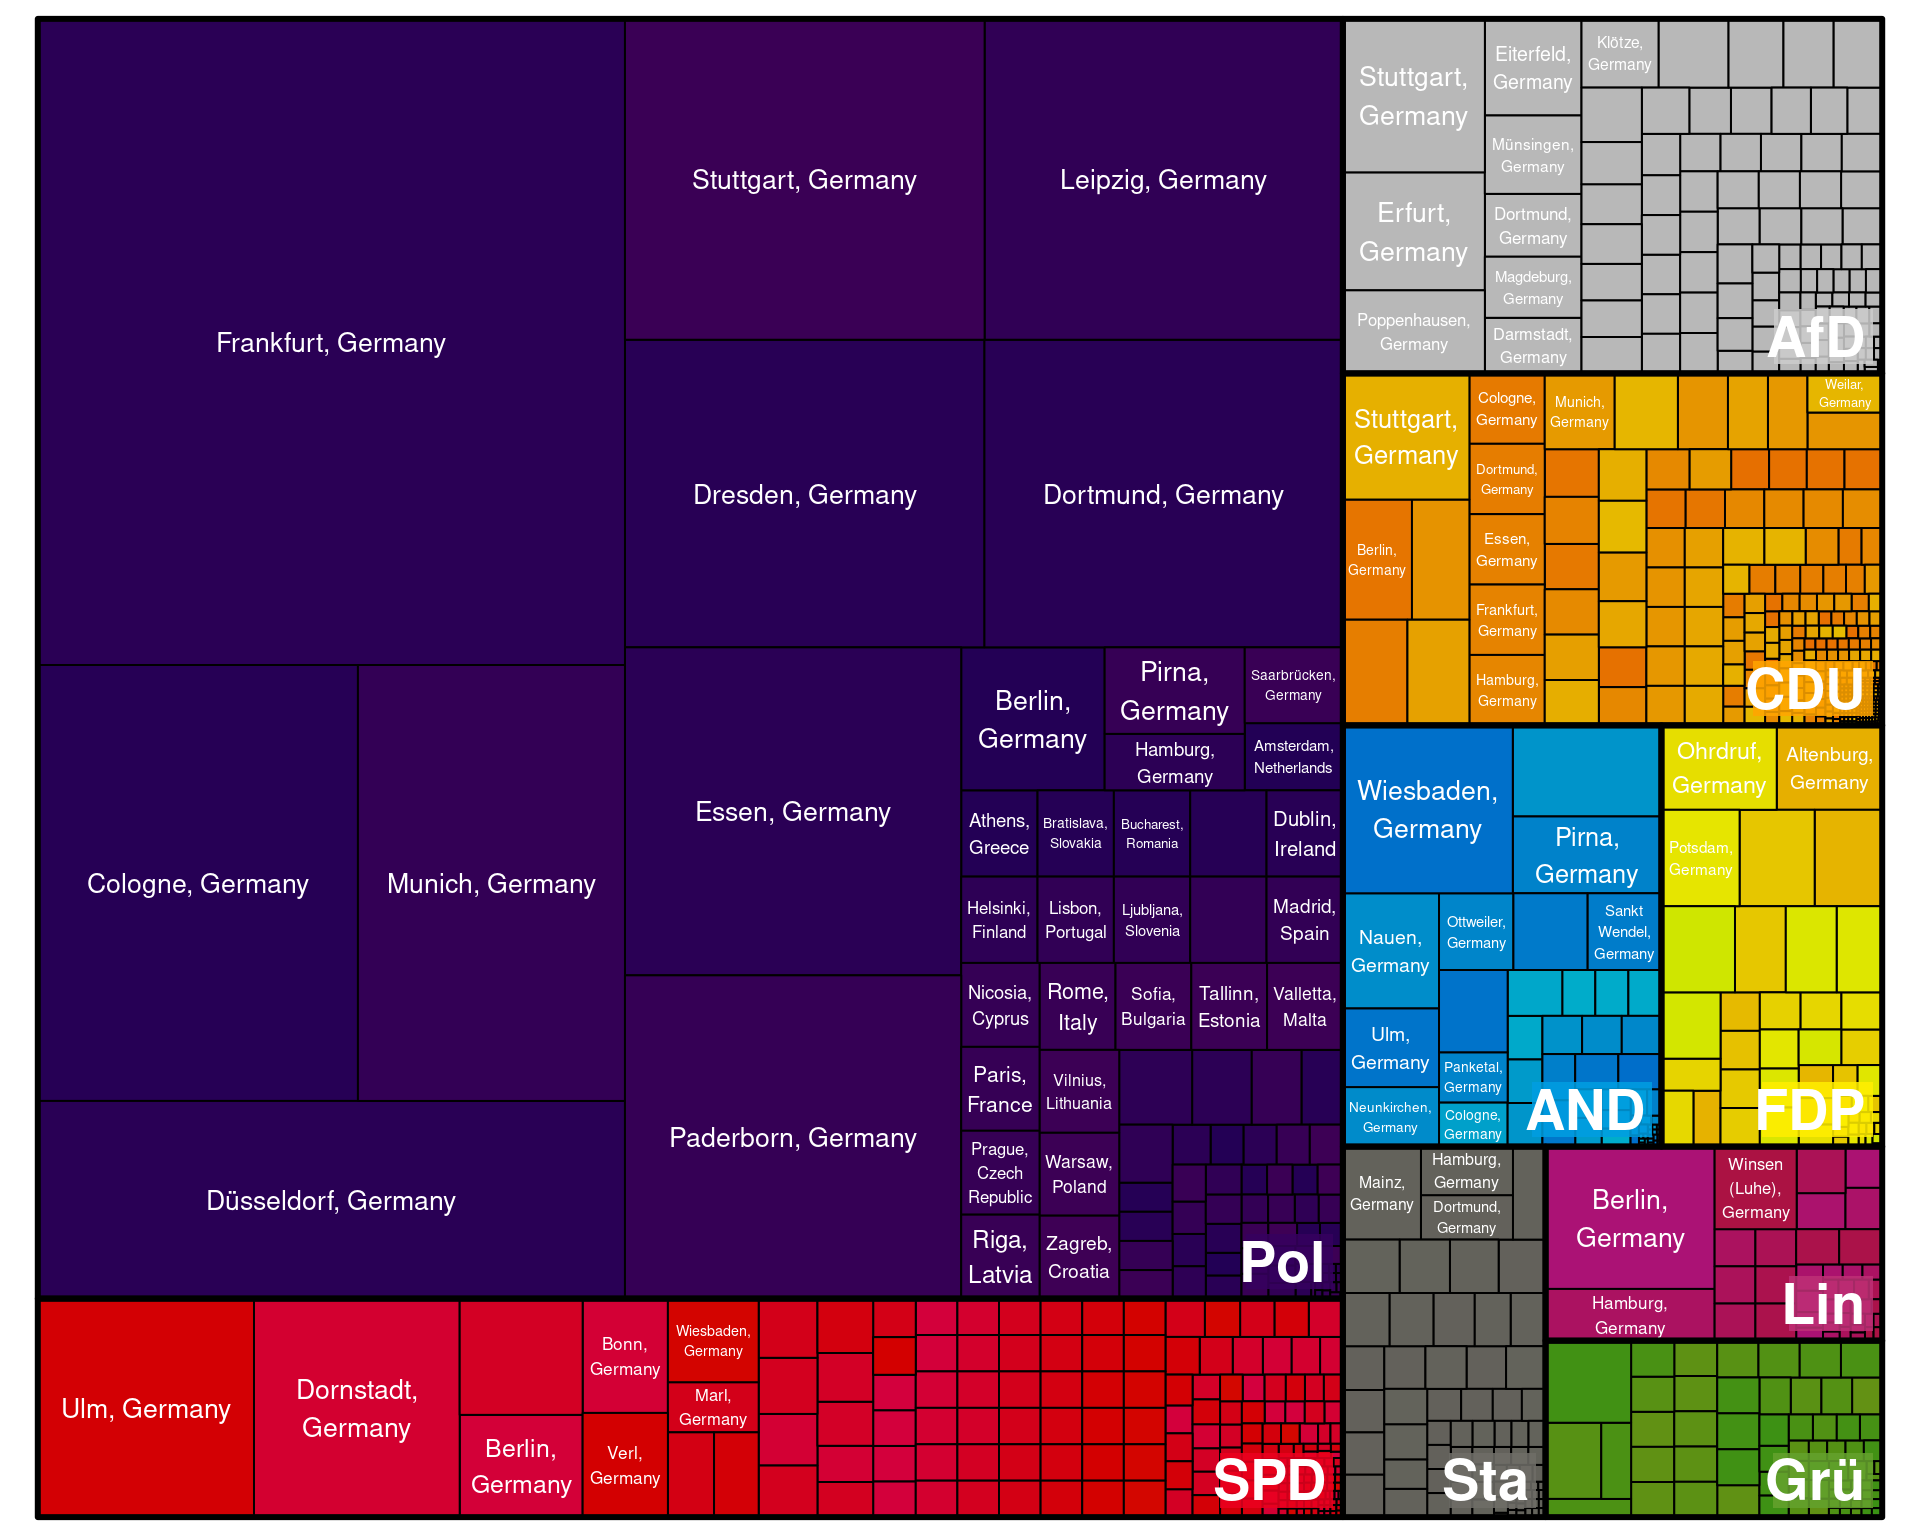 Frankfurt, Germany
Stuttgart, Germany
Leipzig, Germany
Dresden, Germany
Dortmund, Germany
Cologne, Germany
Munich, Germany
Düsseldorf, Germany
Essen, Germany
Paderborn, Germany
Berlin,
Germany
Pirna,
Germany
Hamburg,
Germany
Saarbrücken,
Germany
Amsterdam,
Netherlands
Athens,
Greece
Bratislava,
Slovakia
Bucharest,
Romania
Dublin,
Ireland
Helsinki,
Finland
Lisbon,
Portugal
Ljubljana,
Slovenia
Madrid,
Spain
Nicosia,
Cyprus
Rome,
Italy
Sofia,
Bulgaria
Tallinn,
Estonia
Valletta,
Malta
Paris,
France
Vilnius,
Lithuania
Prague,
Czech
Republic
Warsaw,
Poland
Riga,
Latvia
Zagreb,
Croatia
Pol
Ulm, Germany
Dornstadt,
Germany
Berlin,
Germany
Bonn,
Germany
Verl,
Germany
Wiesbaden,
Germany
Marl,
Germany
SPD
Stuttgart,
Germany
Erfurt,
Germany
Poppenhausen,
Germany
Eiterfeld,
Germany
Münsingen,
Germany
Dortmund,
Germany
Magdeburg,
Germany
Darmstadt,
Germany
Klötze,
Germany
AfD
Stuttgart,
Germany
Berlin,
Germany
Cologne,
Germany
Dortmund,
Germany
Essen,
Germany
Frankfurt,
Germany
Hamburg,
Germany
Munich,
Germany
Weilar,
Germany
CDU
Wiesbaden,
Germany
Pirna,
Germany
Nauen,
Germany
Ulm,
Germany
Neunkirchen,
Germany
Ottweiler,
Germany
Sankt
Wendel,
Germany
Panketal,
Germany
Cologne,
Germany
AND
Ohrdruf,
Germany
Altenburg,
Germany
Potsdam,
Germany
FDP
Mainz,
Germany
Hamburg,
Germany
Dortmund,
Germany
Sta
Berlin,
Germany
Hamburg,
Germany
Winsen
(Luhe),
Germany
Lin
Grü